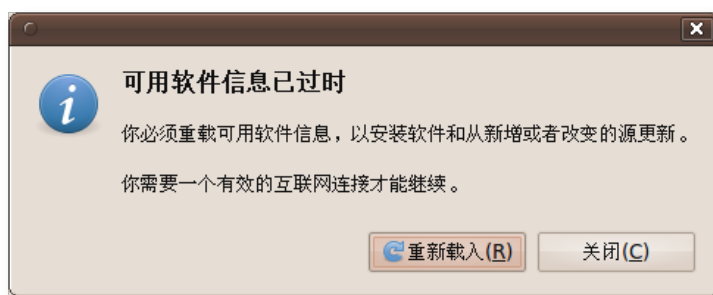 可用软件信息已过时
你必须重载可用软件信息，以安装软件和从新增或者改变的源更新。
你需要一个有效的互联网连接才能继续。
重新载入(R)
关闭(C)